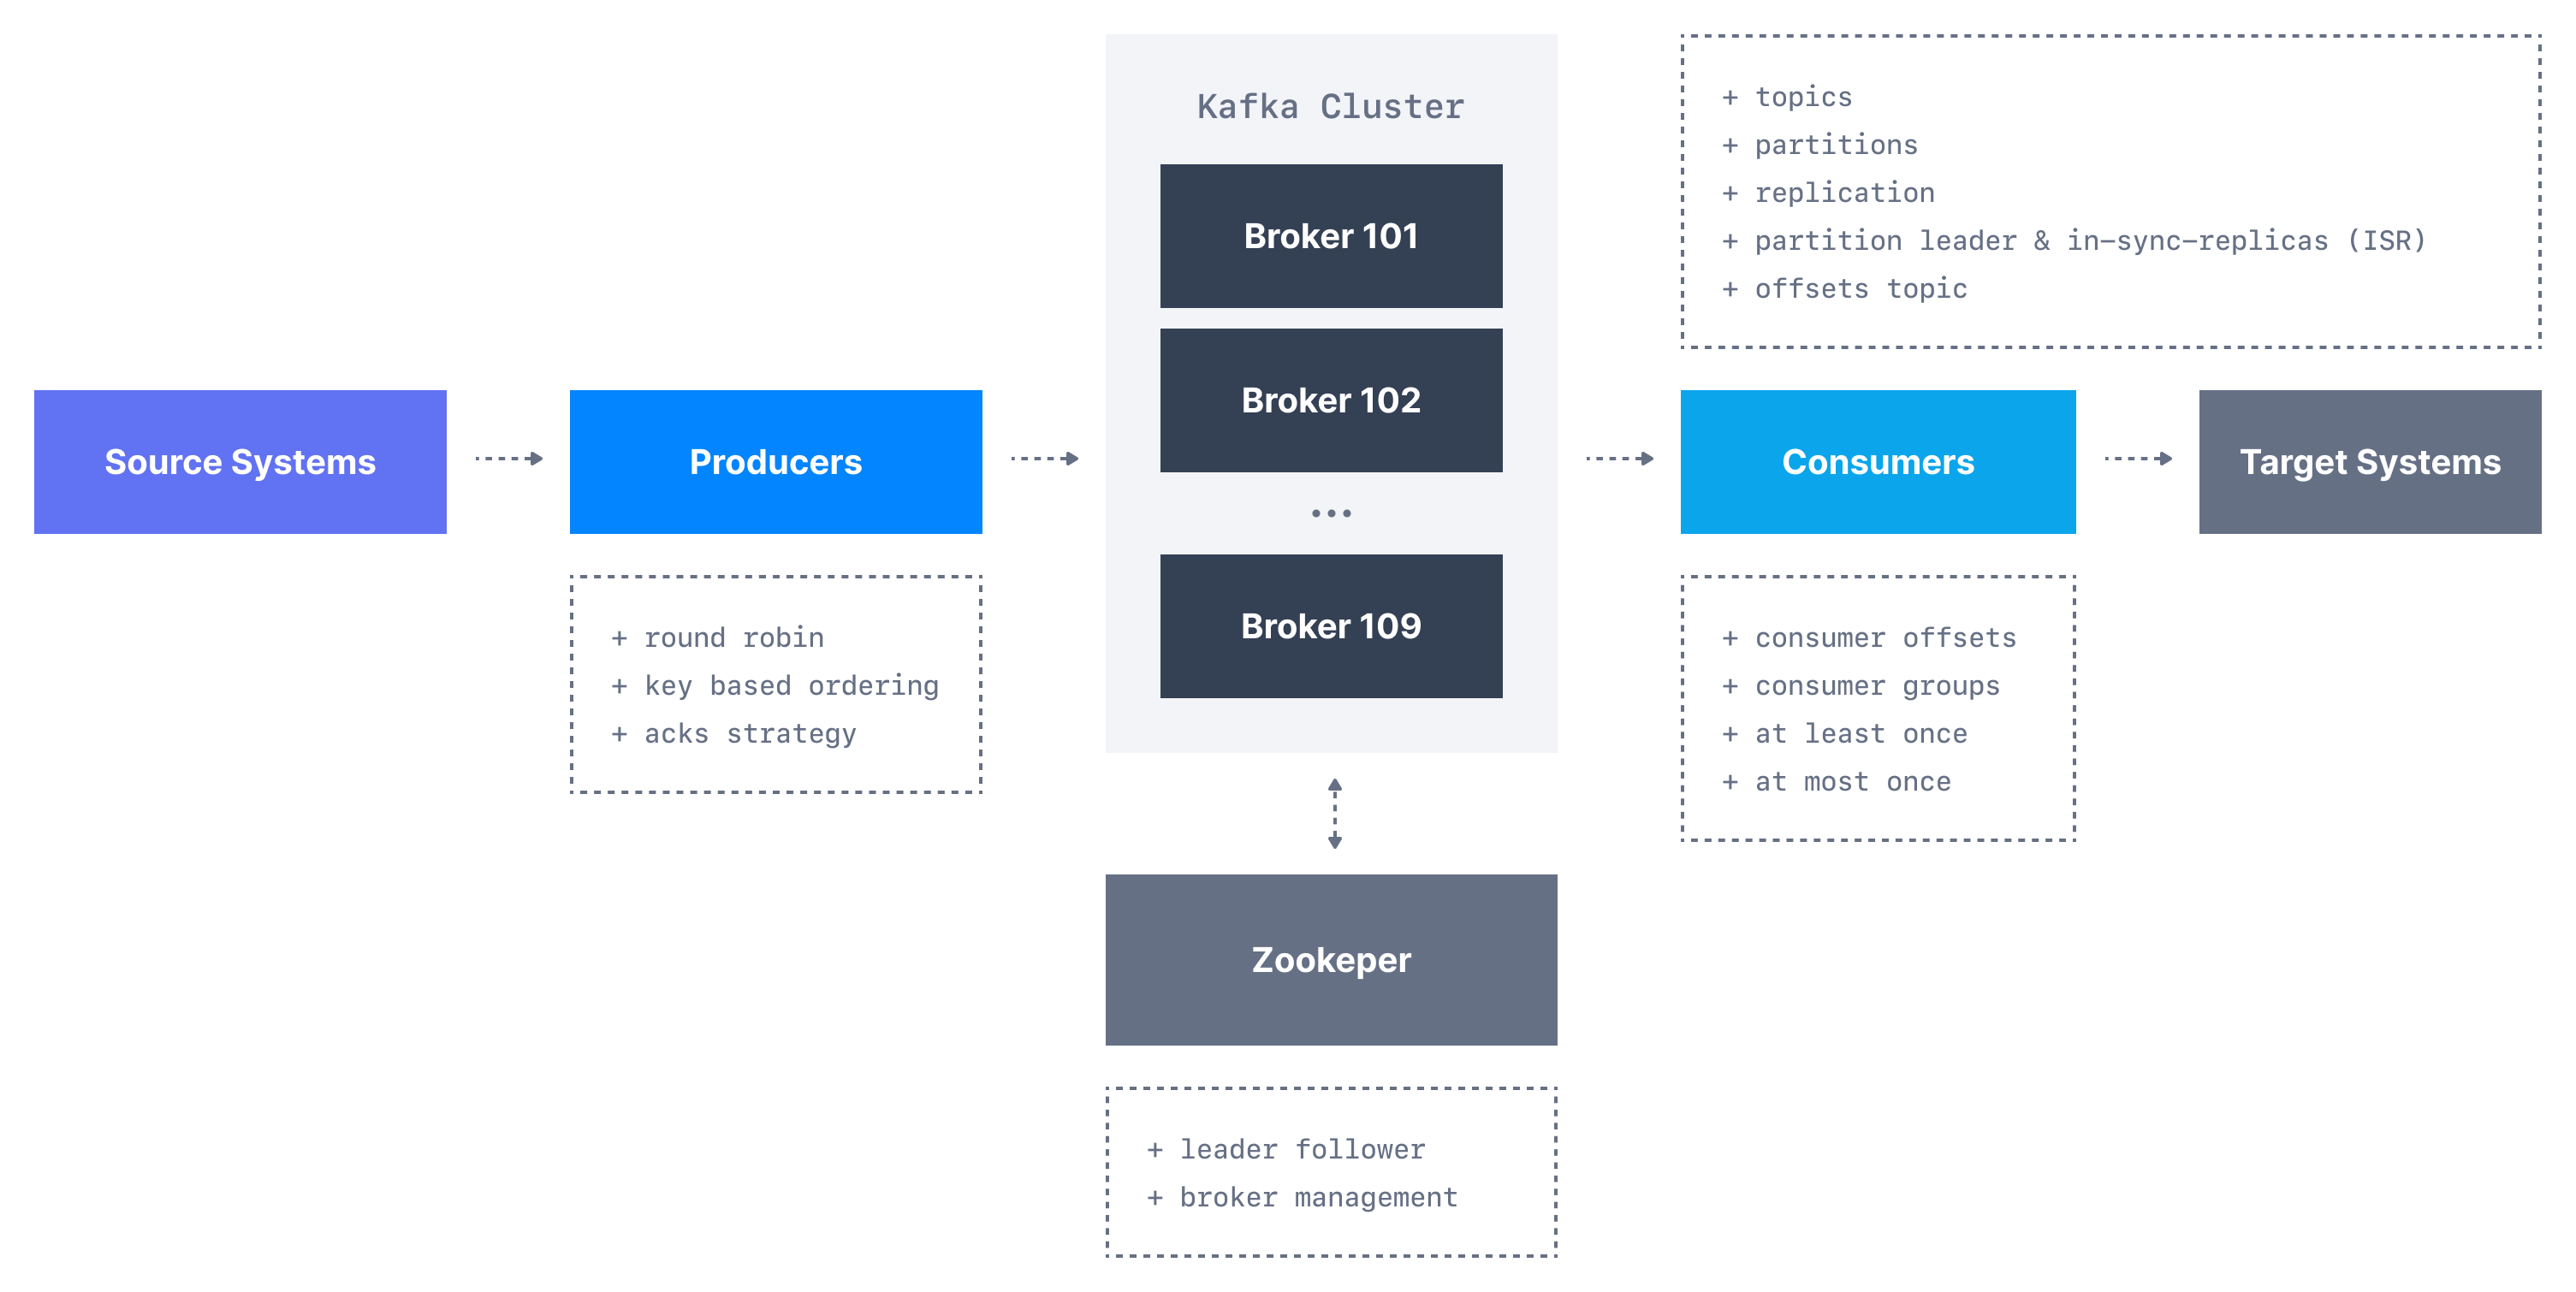 Kafka Cluster
Broker 101
Broker 102
...
Broker 109
+ topics
+ partitions
+ replication
+ partition leader & in-sync-replicas (ISR)
+ offsets topic
Source Systems
Producers
Consumers
Target Systems
+ round robin
+ key based ordering
+ acks strategy
+ consumer offsets
+ consumer groups
+ at least once
+ at most once
Zookeper
+ leader follower
+ broker management